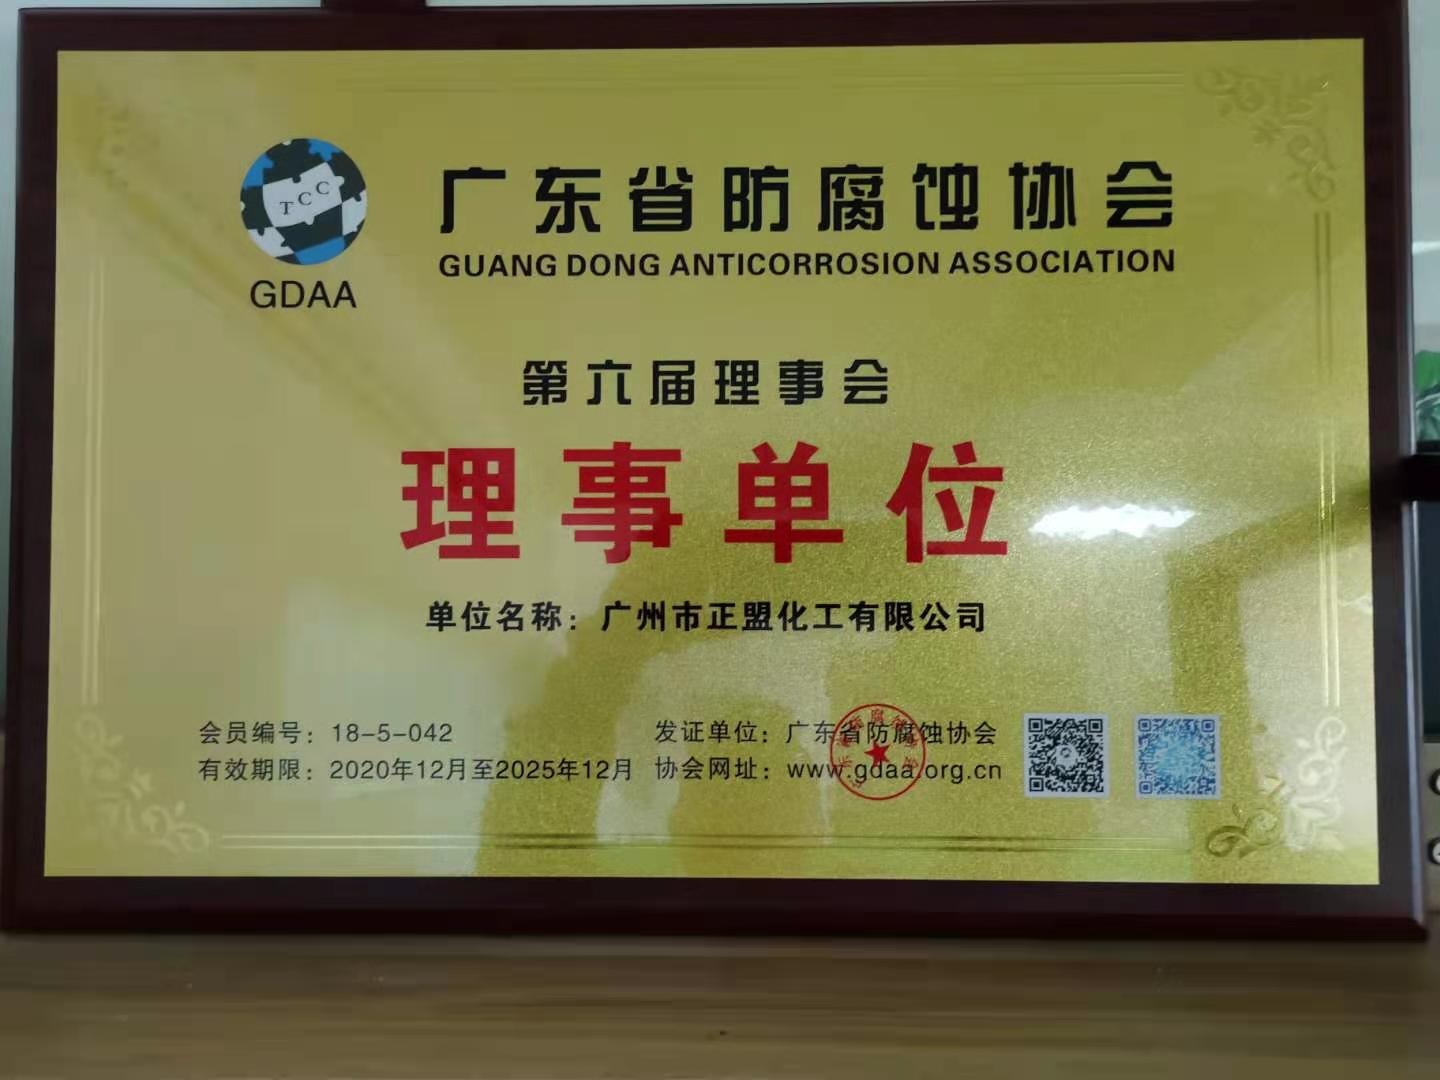 TCC
GDAA
广东省防腐蚀协会
GUANG DONG ANTICORROSION ASSOCIATION
第六届理事会
理事单位
单位名称：广州市正盟化工有限公司
会员编号：18-5-042
有效期限：2020年12月至2025年12月
发证单位：广东省防腐蚀协会
协会网址：www.gdaa.org.cn